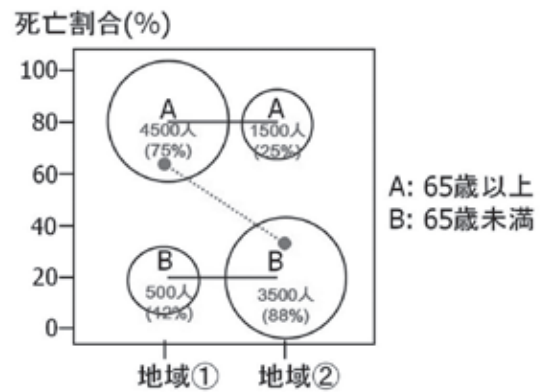 死亡割合(%)
100
80
60
40
20
0
A
4500人
(75%)
A
1500人
(25%)
B
500人
(12%)
B
3500人
(88%)
地域①
地域②
A: 65歳以上
B: 65歳未満